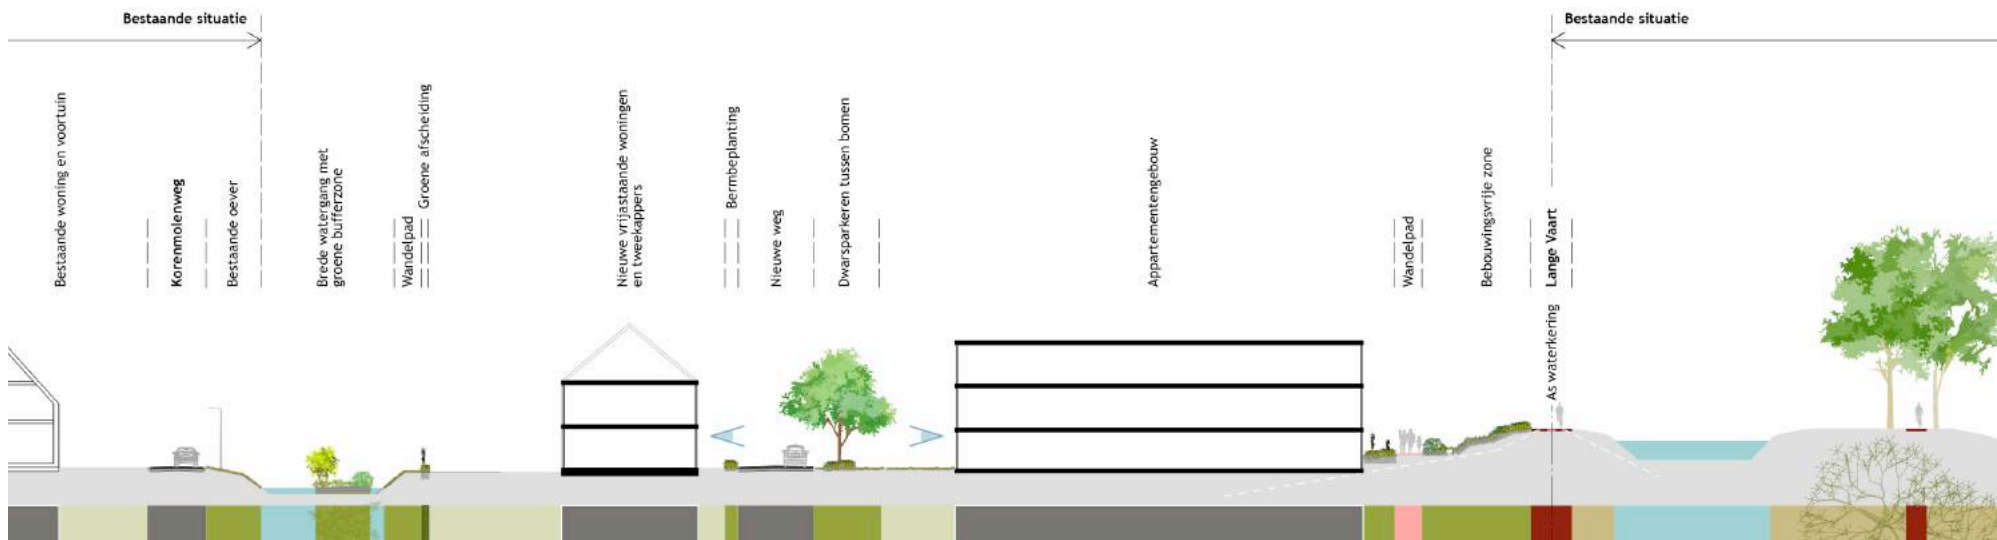 Bestaande situatie
Bestaande situatie
Bestaande woning en voortuin
Korenmolenweg
Bestaande oever
Brede watergang met
groene bufferzone
Wandelpad
Groene afscheiding
Nieuwe vrijastaande woningen
en tweekappers
Bermbeplanting
Nieuwe weg
Dwarsparkeren tussen bomen
Appartementengebouw
Wandelpad
Bebouwingsvrije zone
Lange Vaart
As waterkering